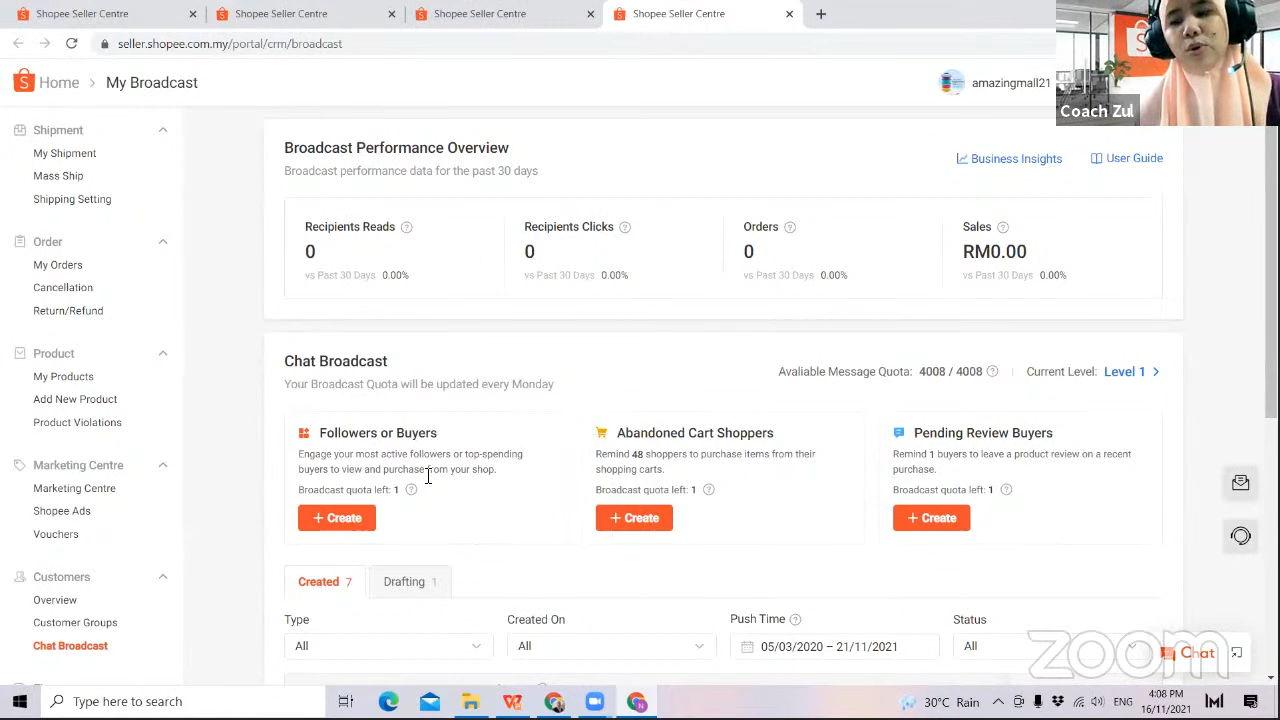 Shopee Seller Centre
Shopee Seller Centre
Shopee Seller Centre
Shopee Seller Centre
seller.shopee.com.my/portal/crm/broadcast
Home > My Broadcast
amazingmall21
Coach Zul
Shipment
My Shipment
Mass Ship
Shipping Setting
Order
My Orders
Cancellation
Return/Refund
Product
My Products
Add New Product
Product Violations
Marketing Centre
Marketing Centre
Shopee Ads
Vouchers
Customers
Overview
Customer Groups
Chat Broadcast
Broadcast Performance Overview
Broadcast performance data for the past 30 days
Business Insights
User Guide
Recipients Reads
0
vs Past 30 Days 0.00%
Recipients Clicks
0
vs Past 30 Days 0.00%
Orders
0
vs Past 30 Days 0.00%
Sales
RM0.00
vs Past 30 Days 0.00%
Chat Broadcast
Your Broadcast Quota will be updated every Monday
Avaliable Message Quota: 4008 / 4008
Current Level: Level 1 >
Followers or Buyers
Engage your most active followers or top-spending
buyers to view and purchase from your shop.
Broadcast quota left: 1
+ Create
Abandoned Cart Shoppers
Remind 48 shoppers to purchase items from their
shopping carts.
Broadcast quota left: 1
+ Create
Pending Review Buyers
Remind 1 buyers to leave a product review on a recent
purchase.
Broadcast quota left: 1
+ Create
Created 7
Drafting 1
Type
All
Created On
All
Push Time
05/03/2020 – 21/11/2021
Status
All
zoom
Chat
Type here to search
30°C Rain
ENG
4:08 PM
16/11/2021